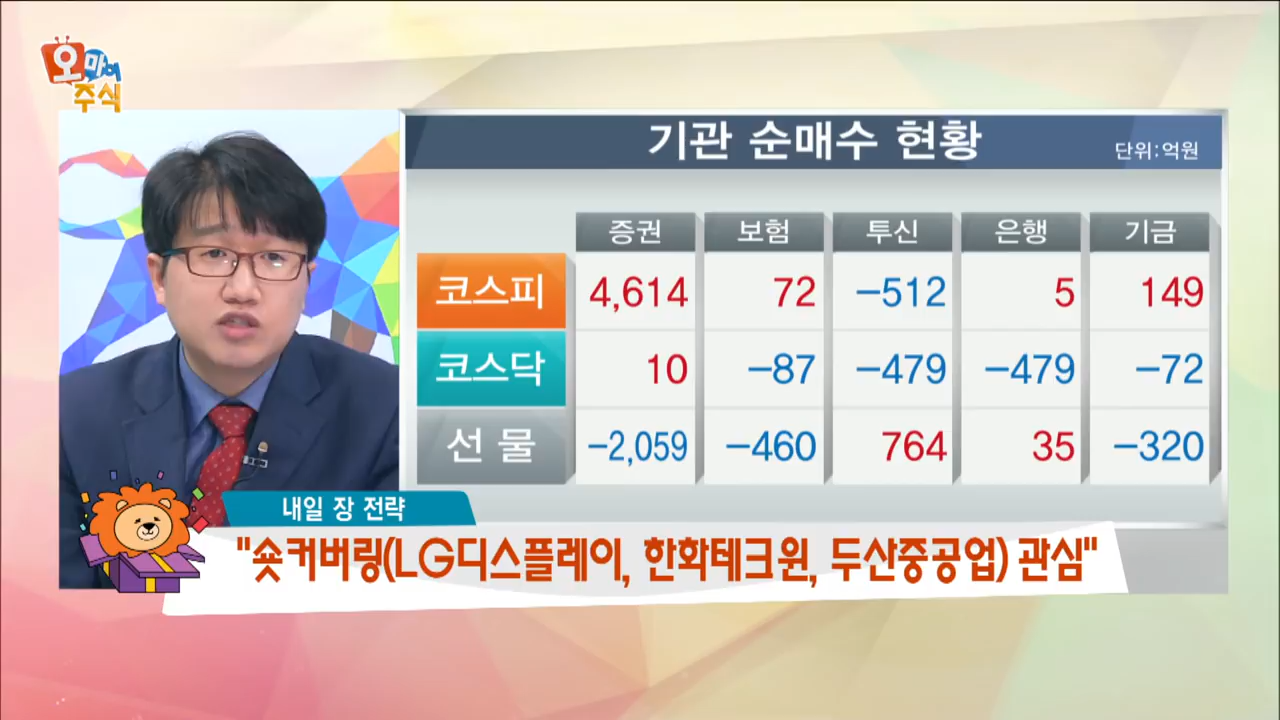 오마이
주식
기관 순매수 현황
단위:억원
증권 보험 투신 은행 기금
코스피 4,614 72 -512 5 149
코스닥 10 -87 -479 -479 -72
선물 -2,059 -460 764 35 -320
내일 장 전략
"숏커버링(LG디스플레이, 한화테크윈, 두산중공업) 관심"